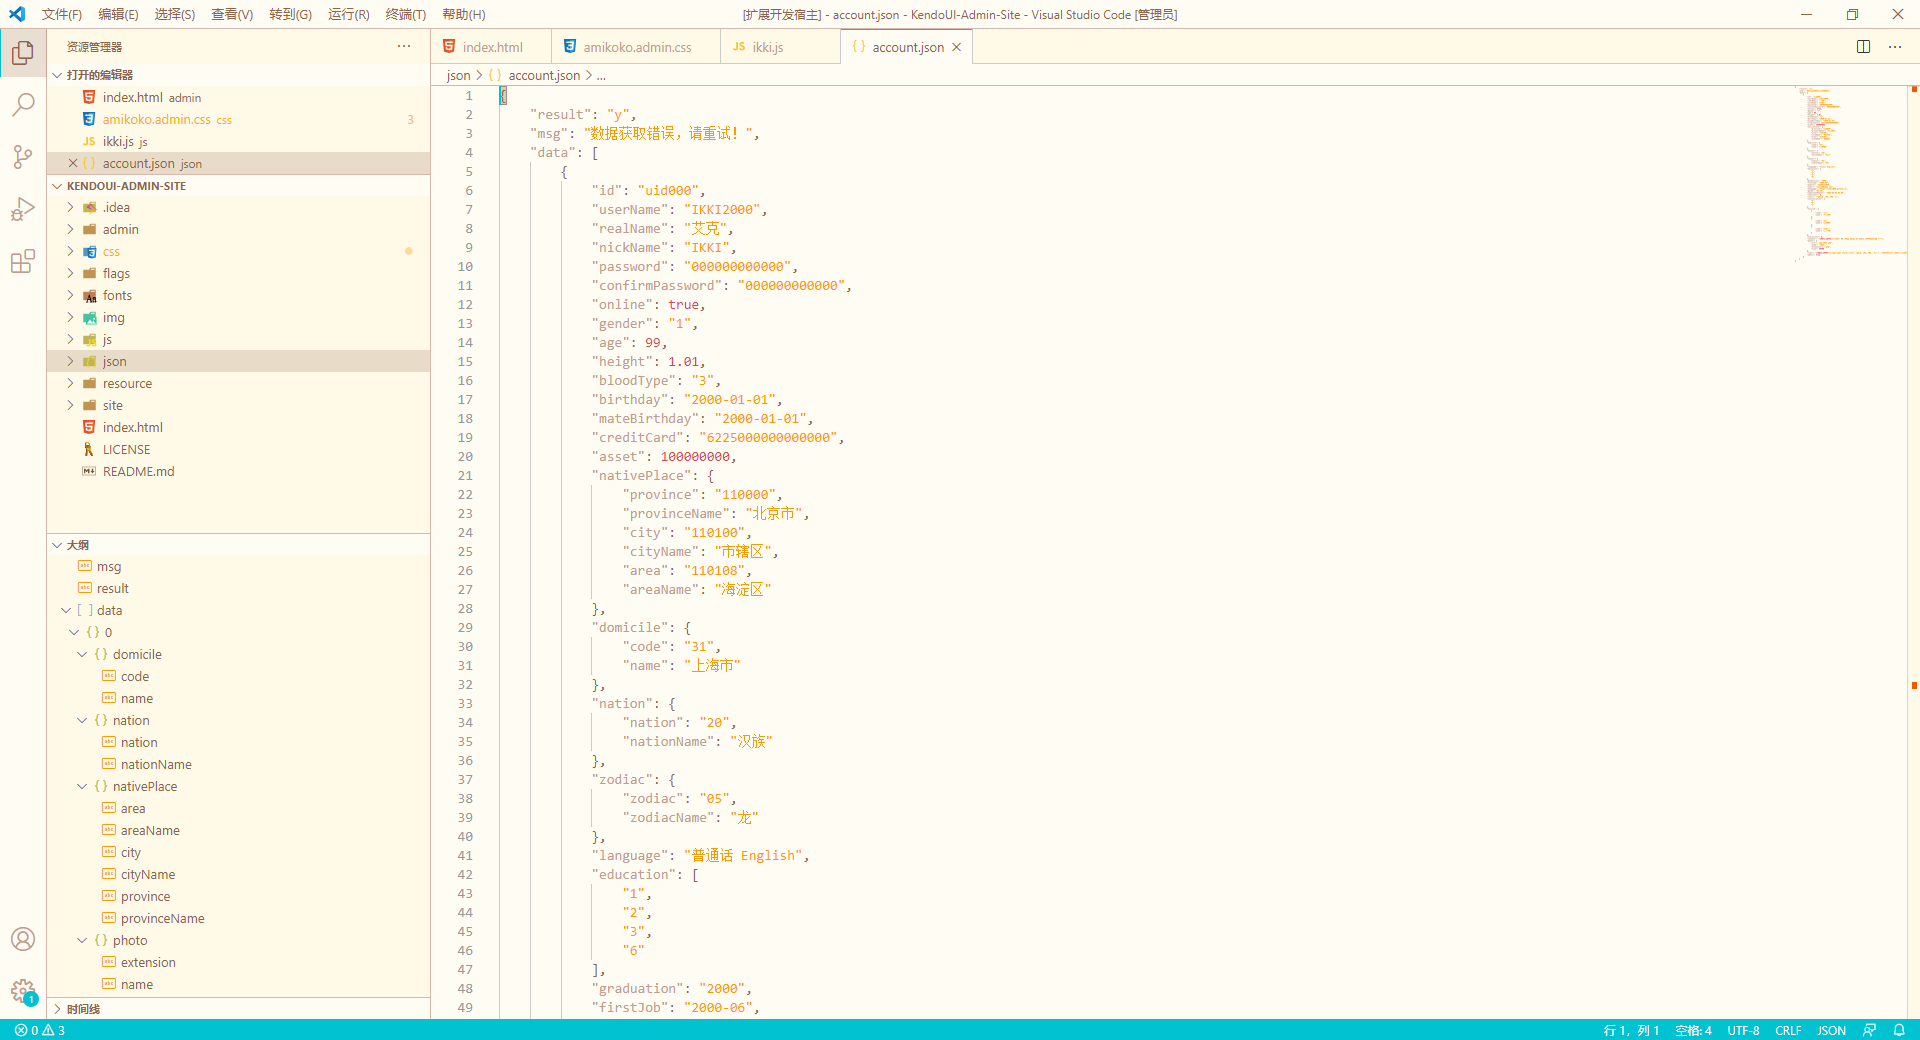 文件(F) 编辑(E) 选择(S) 查看(V) 转到(G) 运行(R) 终端(T) 帮助(H) [扩展开发宿主] - account.json - KendoUI-Admin-Site - Visual Studio Code [管理员]
资源管理器
打开的编辑器
index.html admin
amikoko.admin.css css 3
ikki.js js
account.json json
KENDOUI-ADMIN-SITE
.idea
admin
css
flags
fonts
img
js
json
resource
site
index.html
LICENSE
README.md
大纲
msg
result
data
0
domicile
code
name
nation
nation
nationName
nativePlace
area
areaName
city
cityName
province
provinceName
photo
extension
name
时间线
1
index.html amikoko.admin.css JS ikki.js {} account.json
json > {} account.json > ...
1 {
2 "result": "y",
3 "msg": "数据获取错误，请重试！",
4 "data": [
5 {
6 "id": "uid000",
7 "userName": "IKKI2000",
8 "realName": "艾克",
9 "nickName": "IKKI",
10 "password": "000000000000",
11 "confirmPassword": "000000000000",
12 "online": true,
13 "gender": "1",
14 "age": 99,
15 "height": 1.01,
16 "bloodType": "3",
17 "birthday": "2000-01-01",
18 "mateBirthday": "2000-01-01",
19 "creditCard": "6225000000000000",
20 "asset": 100000000,
21 "nativePlace": {
22 "province": "110000",
23 "provinceName": "北京市",
24 "city": "110100",
25 "cityName": "市辖区",
26 "area": "110108",
27 "areaName": "海淀区"
28 },
29 "domicile": {
30 "code": "31",
31 "name": "上海市"
32 },
33 "nation": {
34 "nation": "20",
35 "nationName": "汉族"
36 },
37 "zodiac": {
38 "zodiac": "05",
39 "zodiacName": "龙"
40 },
41 "language": "普通话 English",
42 "education": [
43 "1",
44 "2",
45 "3",
46 "6"
47 ],
48 "graduation": "2000",
49 "firstJob": "2000-06",
0 3 行 1，列 1 空格: 4 UTF-8 CRLF JSON